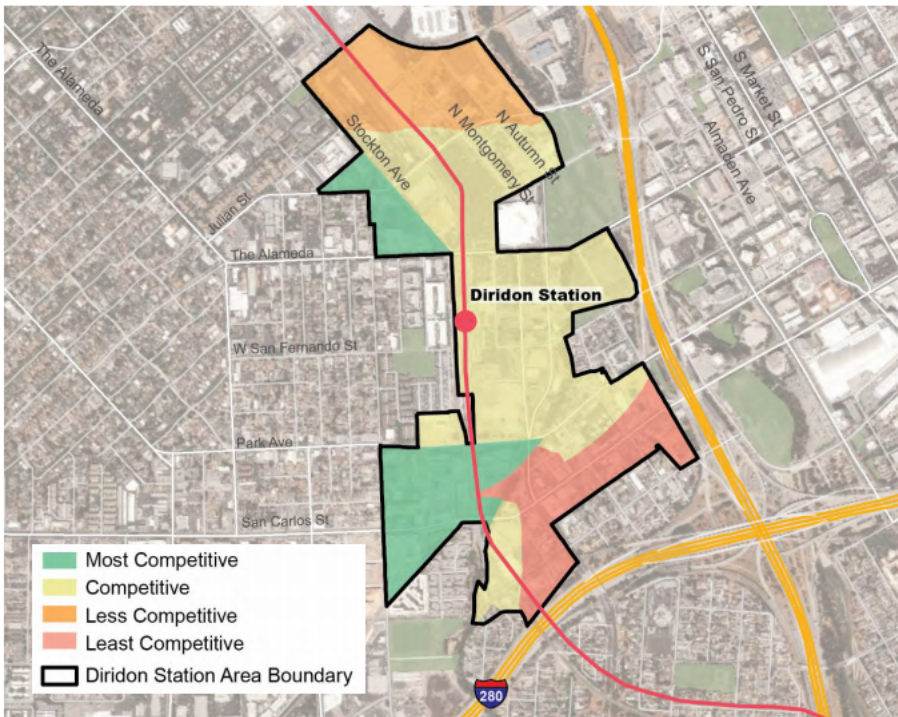 The Alameda
S Market St
S San Pedro St
Almaden Ave
N Autumn St
N Montgomery St
Stockton Ave
Julian St
The Alameda
Diridon Station
W San Fernando St
Park Ave
San Carlos St
Most Competitive
Competitive
Less Competitive
Least Competitive
Diridon Station Area Boundary
280